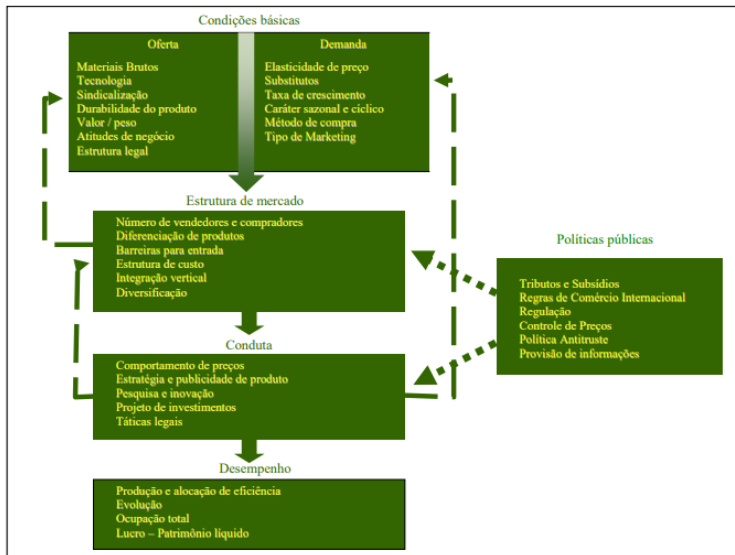 Condições básicas
Oferta
Materiais Brutos
Tecnologia
Sindicalização
Durabilidade do produto
Valor / peso
Atitudes de negócio
Estrutura legal
Demanda
Elasticidade de preço
Substitutos
Taxa de crescimento
Caráter sazonal e cíclico
Método de compra
Tipo de Marketing
Estrutura de mercado
Número de vendedores e compradores
Diferenciação de produtos
Barreiras para entrada
Estrutura de custo
Integração vertical
Diversificação
Políticas públicas
Tributos e Subsídios
Regras de Comércio Internacional
Regulação
Controle de Preços
Política Antitruste
Provisão de informações
Conduta
Comportamento de preços
Estratégia e publicidade de produto
Pesquisa e inovação
Projeto de investimentos
Táticas legais
Desempenho
Produção e alocação de eficiência
Evolução
Ocupação total
Lucro – Patrimônio líquido